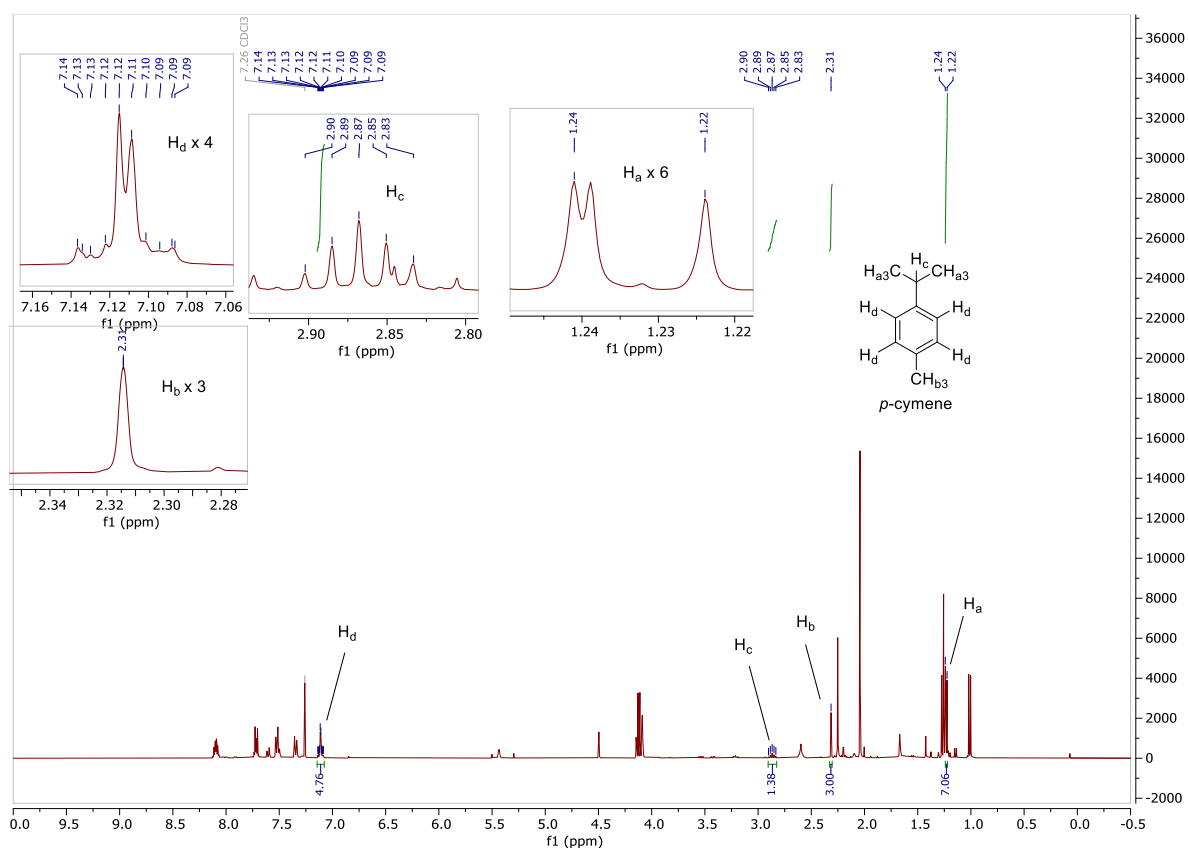 7.26 CDCl3
7.14
7.13
7.13
7.12
7.12
7.11
7.10
7.09
7.09
7.09
2.90
2.89
2.87
2.85
2.83
2.31
1.24
1.22
7.14
7.13
7.13
7.12
7.12
7.11
7.10
7.09
7.09
7.09
Hd x 4
7.16 7.14 7.12 7.10 7.08 7.06
f1 (ppm)
2.90
2.89
2.87
2.85
2.83
Hc
2.90 2.85 2.80
f1 (ppm)
1.24
1.22
Ha x 6
1.24 1.23 1.22
f1 (ppm)
2.31
Hb x 3
2.34 2.32 2.30 2.28
f1 (ppm)
Hc
Ha3C CHa3
Hd Hd
Hd Hd
CHb3
p-cymene
Hd
Hc
Hb
Ha
4.76
1.38
3.00
7.06
36000
34000
32000
30000
28000
26000
24000
22000
20000
18000
16000
14000
12000
10000
8000
6000
4000
2000
0
-2000
0.0 9.5 9.0 8.5 8.0 7.5 7.0 6.5 6.0 5.5 5.0 4.5 4.0 3.5 3.0 2.5 2.0 1.5 1.0 0.5 0.0 -0.5
f1 (ppm)